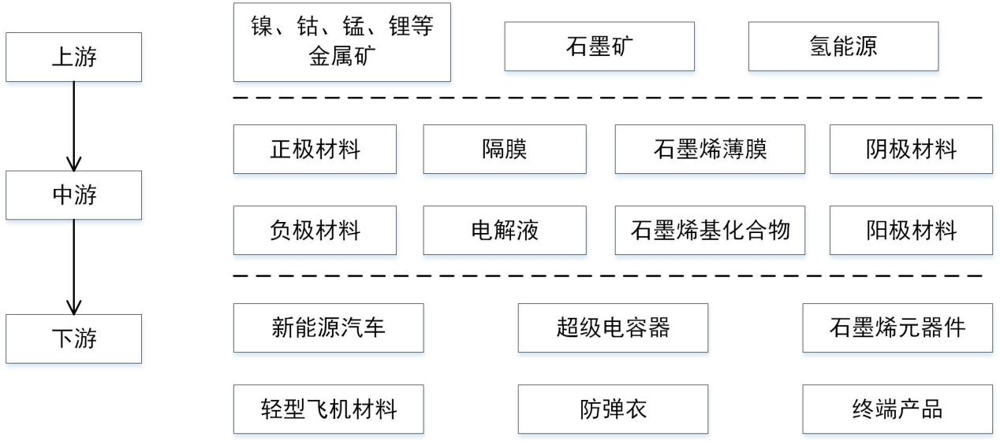 上游
镍、钴、锰、锂等
金属矿
石墨矿
氢能源
中游
正极材料
隔膜
石墨烯薄膜
阴极材料
负极材料
电解液
石墨烯基化合物
阳极材料
下游
新能源汽车
超级电容器
石墨烯元器件
轻型飞机材料
防弹衣
终端产品